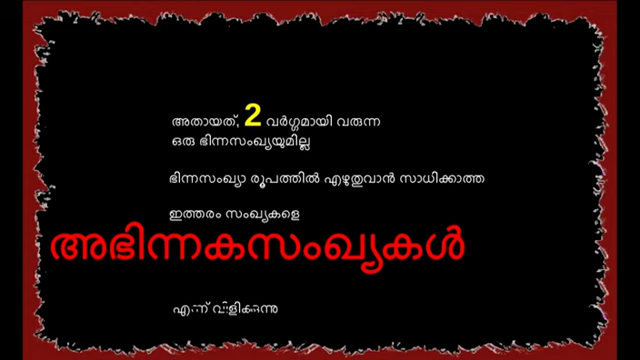 അതായത്, 2 വർഗ്ഗമായി വരുന്ന
ഒരു ഭിന്നസംഖ്യയുമില്ല
ഭിന്നസംഖ്യാ രൂപത്തിൽ എഴുതുവാൻ സാധിക്കാത്ത
ഇത്തരം സംഖ്യകളെ
അഭിന്നകസംഖ്യകൾ
എന്ന് വിളിക്കുന്നു